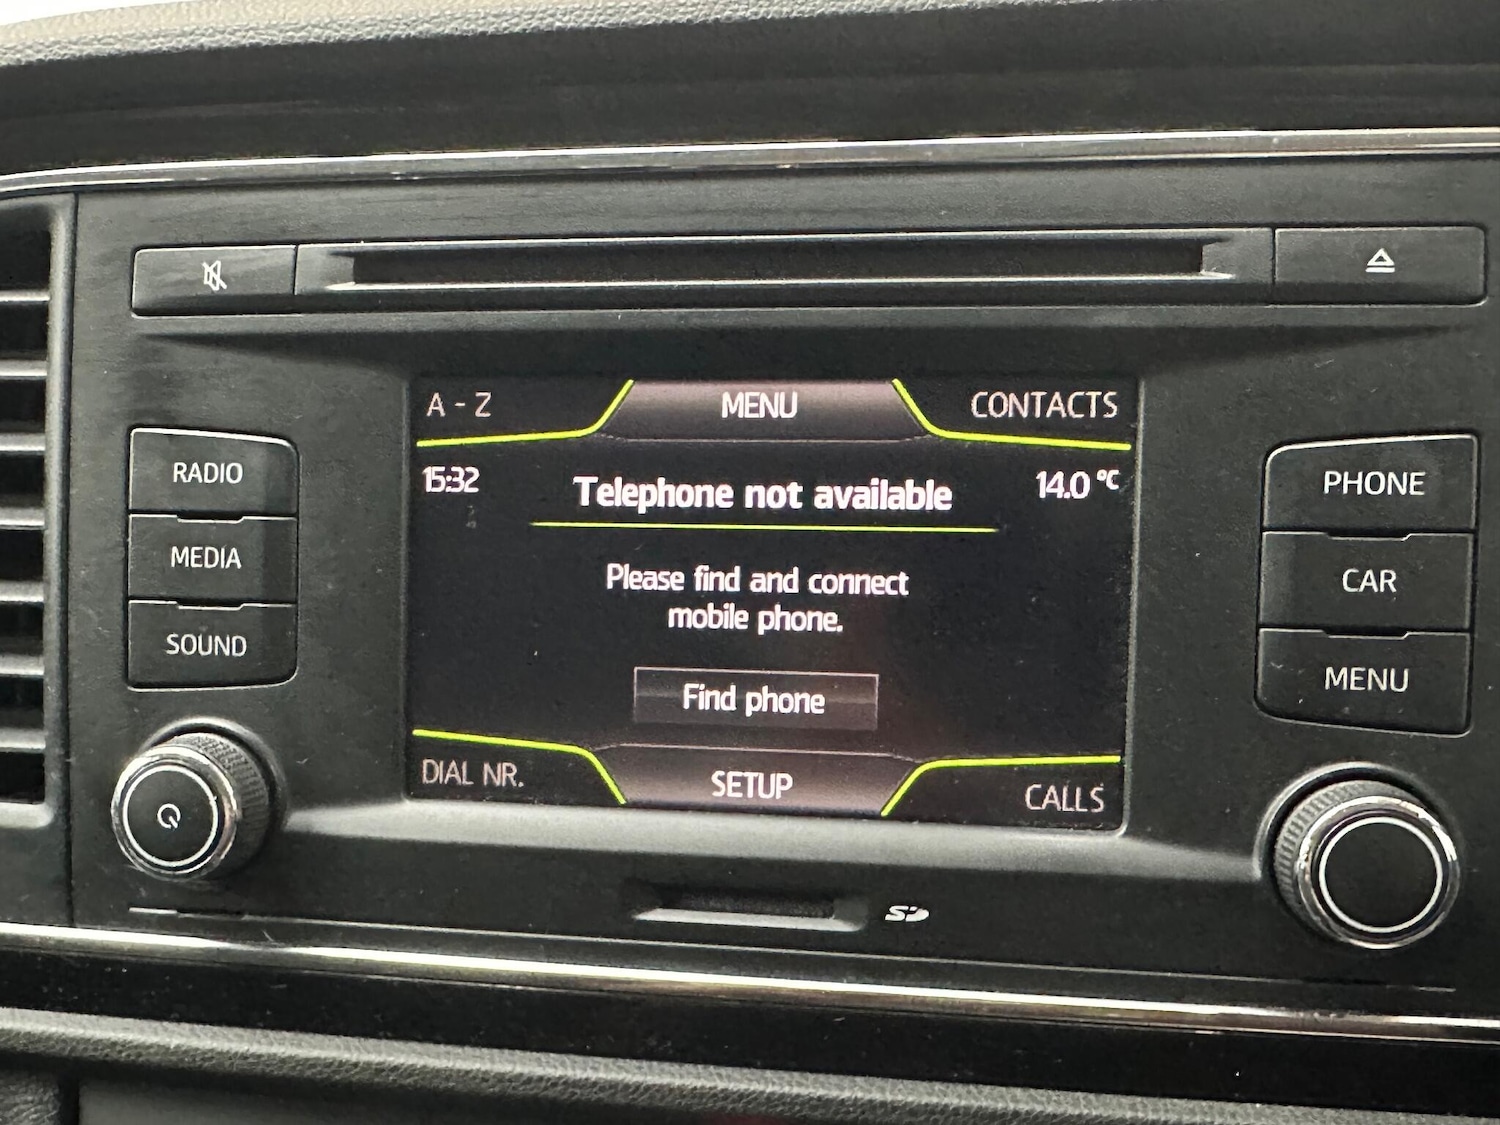 A - Z
MENU
CONTACTS
15:32
Telephone not available
14.0 °C
Please find and connect
mobile phone.
Find phone
DIAL NR.
SETUP
CALLS
RADIO
MEDIA
SOUND
PHONE
CAR
MENU
SD